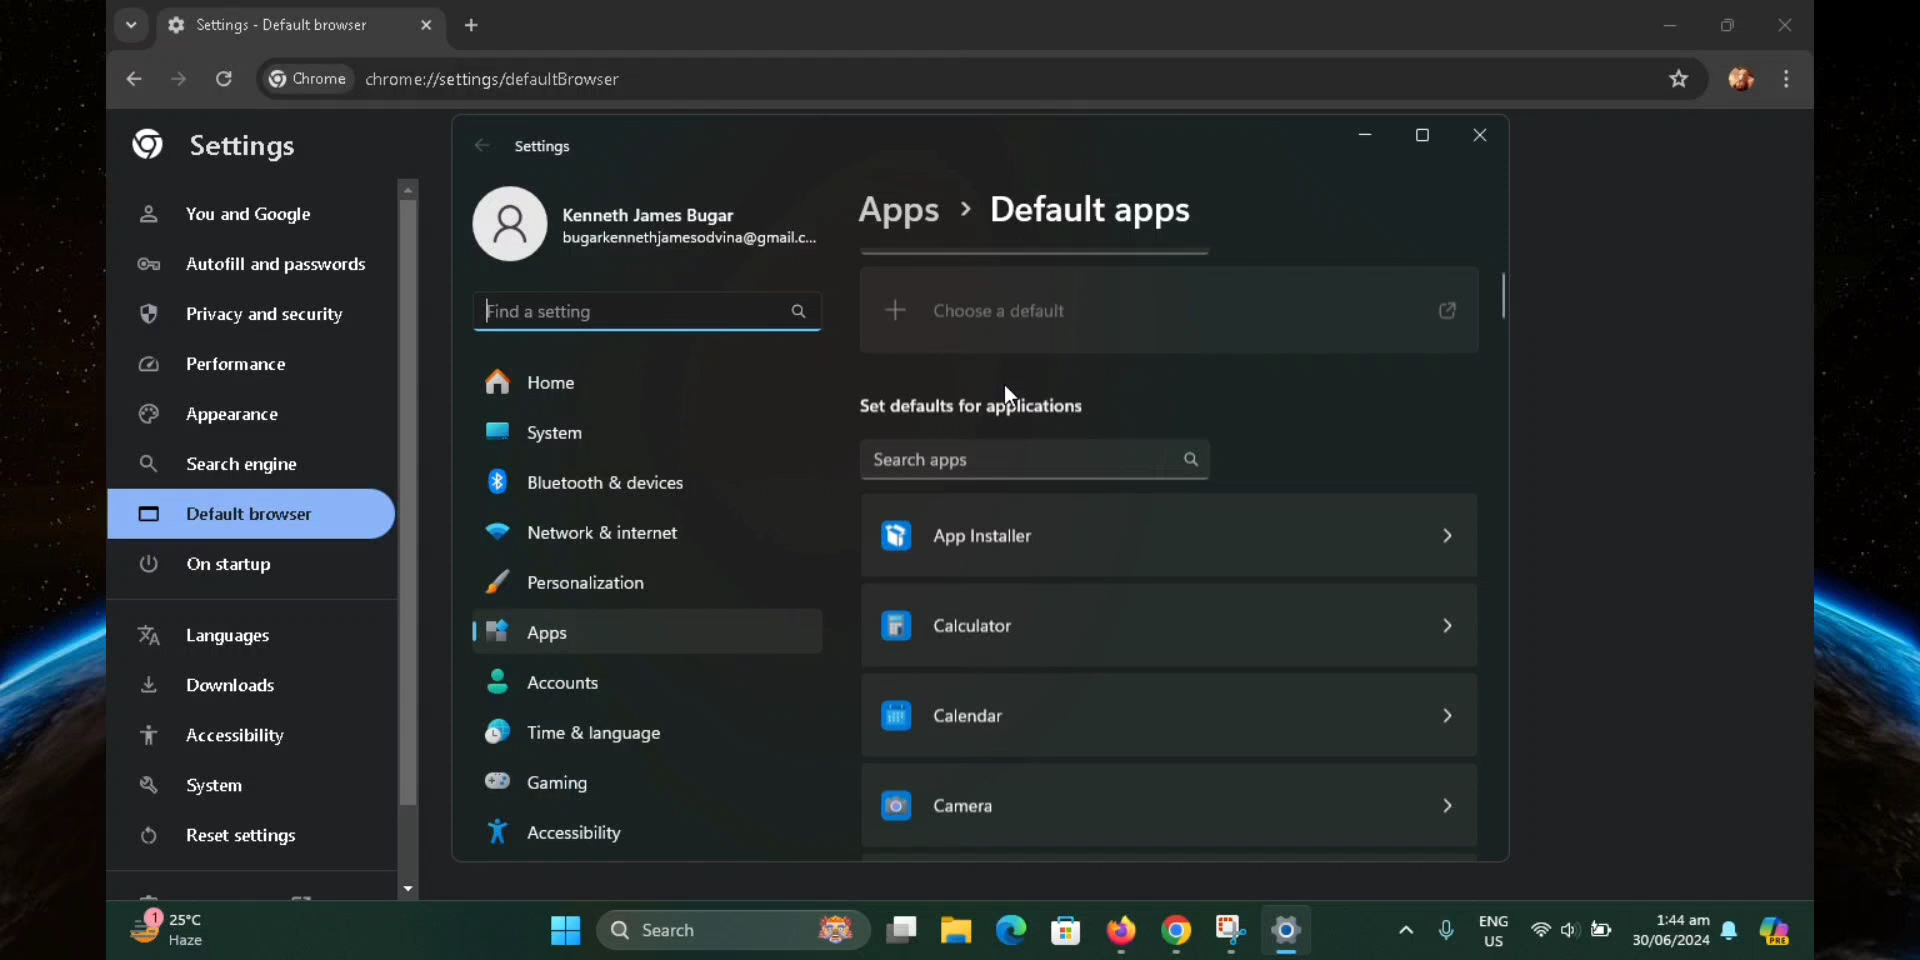 Settings - Default browser
Chrome
chrome://settings/defaultBrowser
Settings
You and Google
Autofill and passwords
Privacy and security
Performance
Appearance
Search engine
Default browser
On startup
Languages
Downloads
Accessibility
System
Reset settings
Settings
Kenneth James Bugar
bugarkennethjamesodvina@gmail.c...
Find a setting
Home
System
Bluetooth & devices
Network & internet
Personalization
Apps
Accounts
Time & language
Gaming
Accessibility
Apps > Default apps
Choose a default
Set defaults for applications
Search apps
App Installer
Calculator
Calendar
Camera
1
25°C
Haze
Search
ENG
US
1:44 am
30/06/2024
PRE